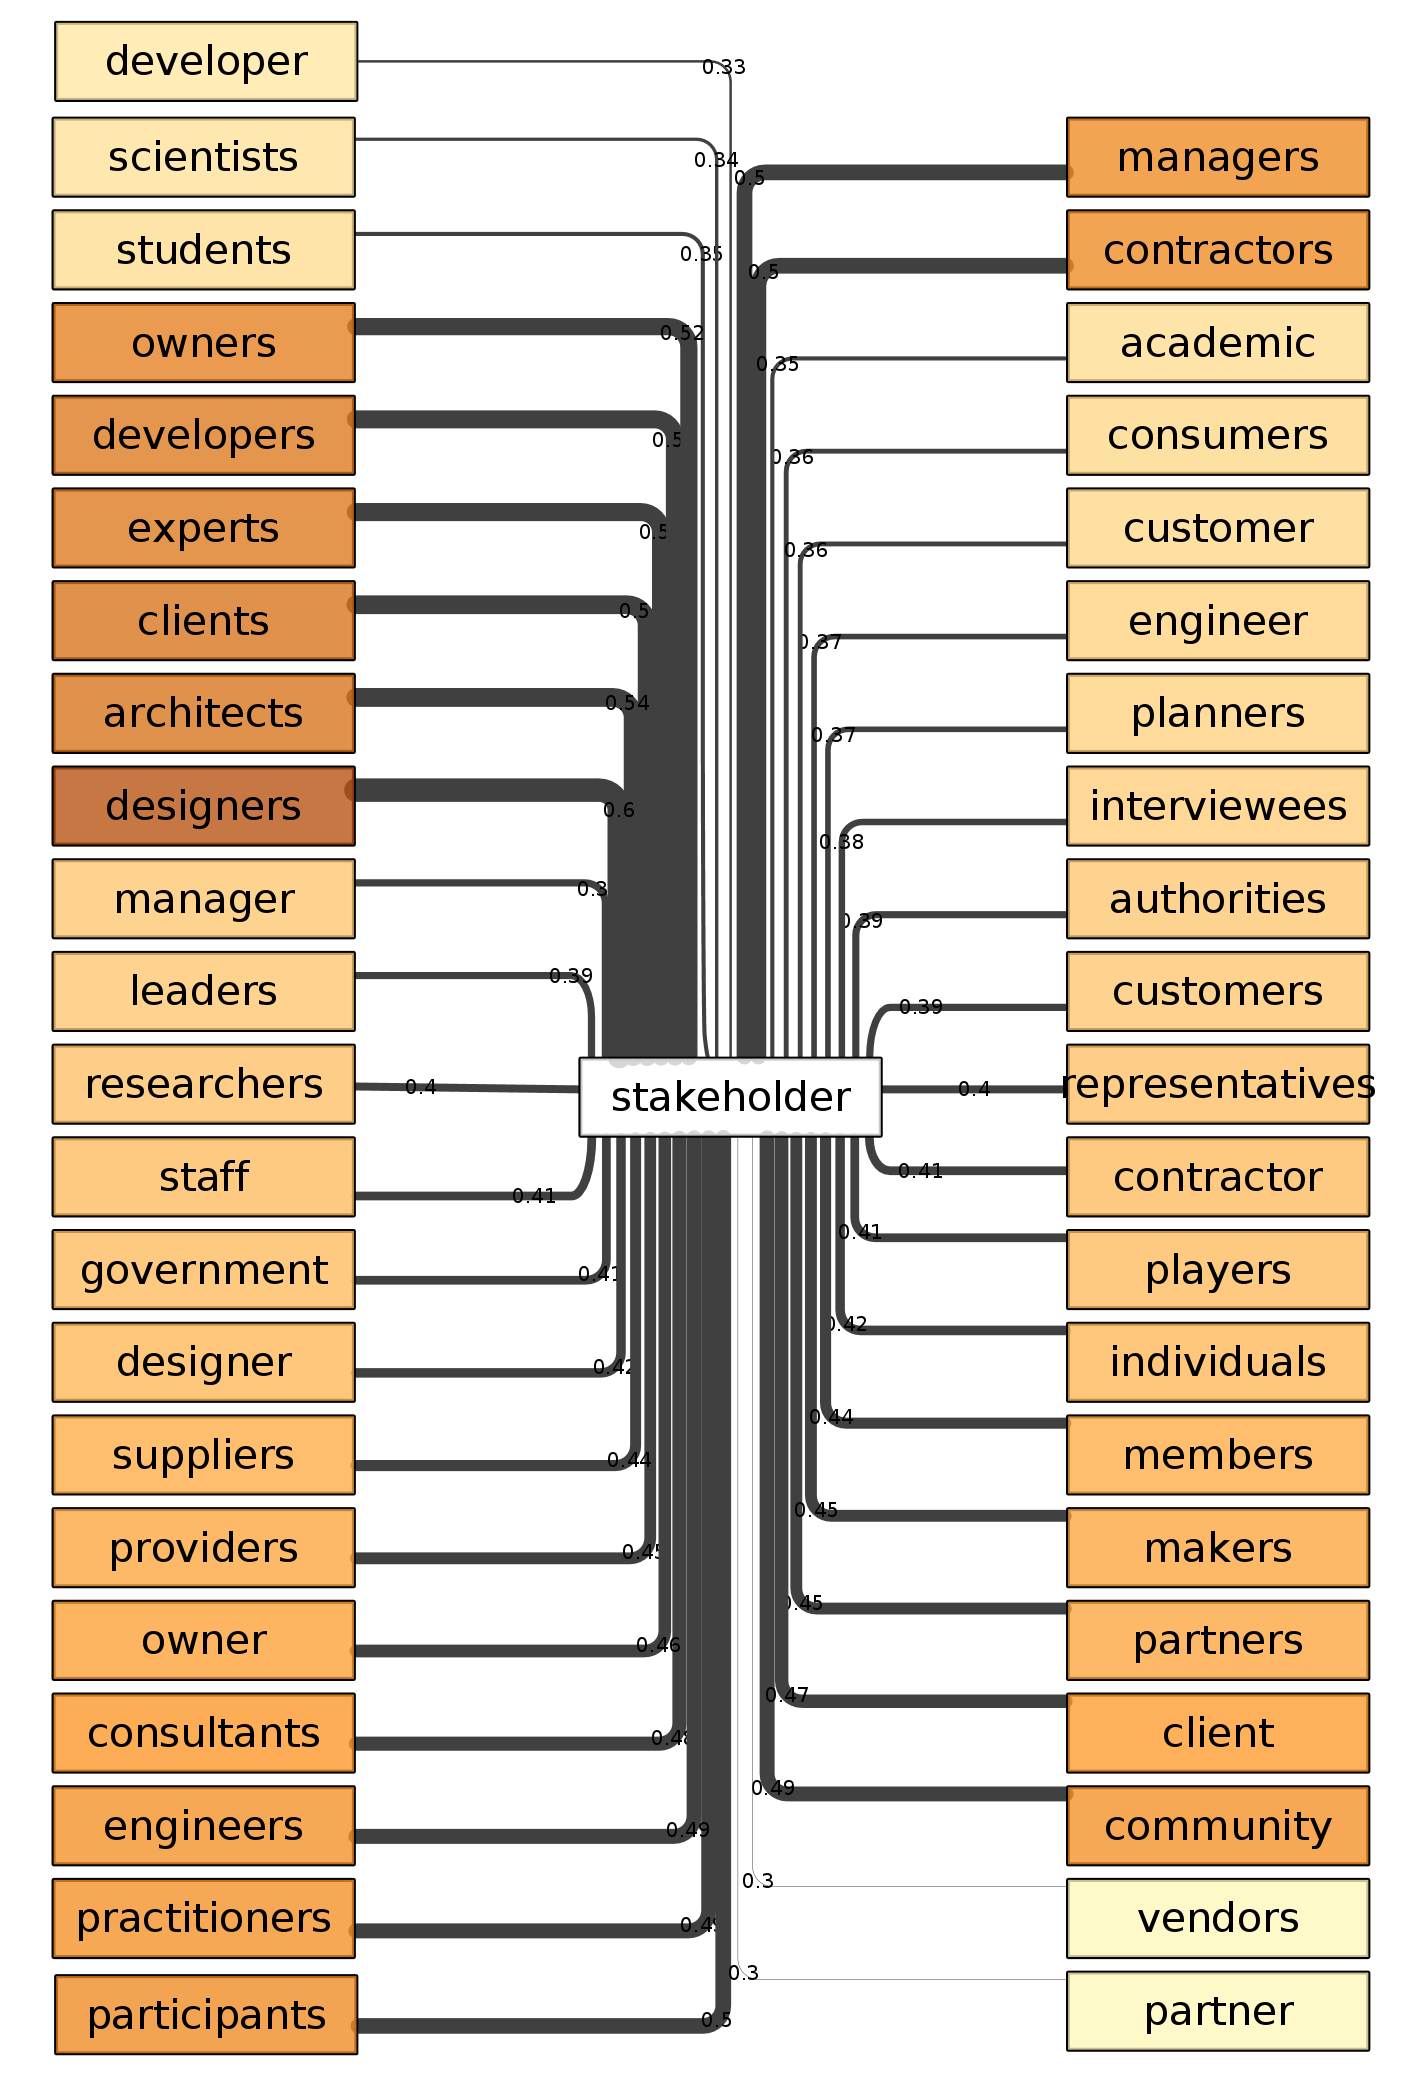 developer
0.33
scientists
0.34
managers
0.5
students
0.35
contractors
0.5
owners
0.52
academic
0.35
developers
0.5
consumers
0.36
experts
0.5
customer
0.36
clients
0.5
engineer
0.37
architects
0.54
planners
0.37
designers
0.6
interviewees
0.38
manager
0.3
authorities
0.39
leaders
0.39
customers
0.39
researchers
0.4
stakeholder
0.4
representatives
staff
0.41
contractor
0.41
government
0.41
players
0.41
designer
0.42
individuals
0.42
suppliers
0.44
members
0.44
providers
0.45
makers
0.45
owner
0.46
partners
0.45
consultants
0.48
client
0.47
engineers
0.49
community
0.49
practitioners
0.49
vendors
0.3
participants
0.5
partner
0.3